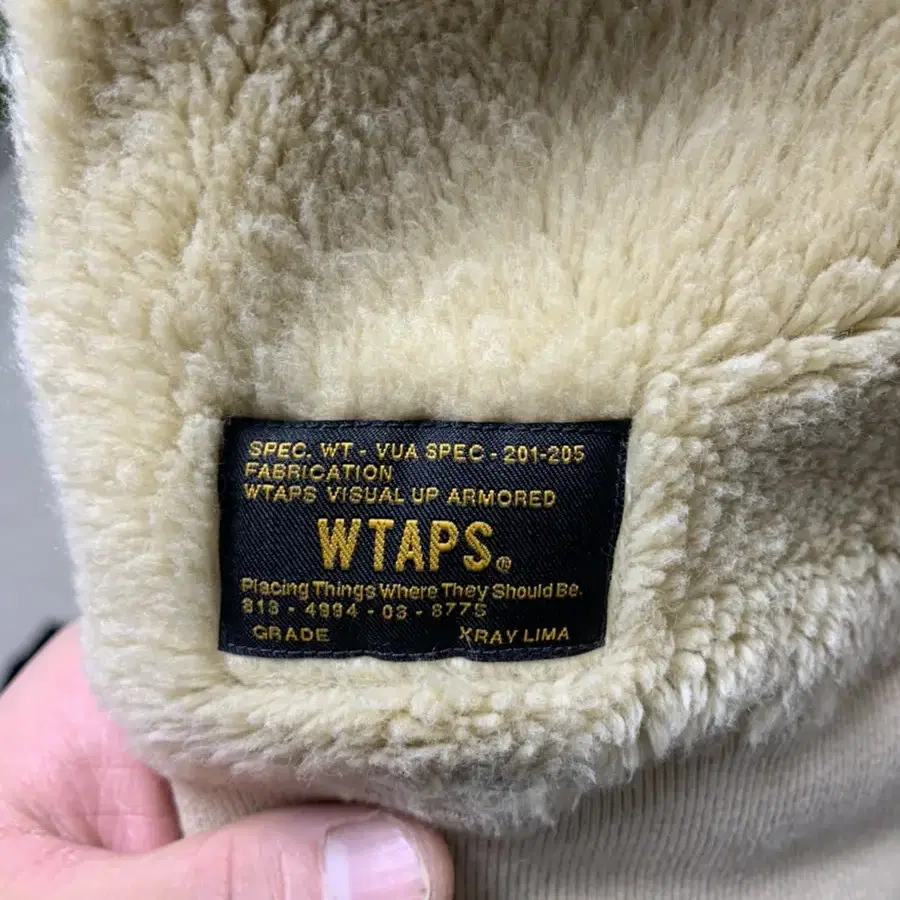 SPEC. WT - VUA SPEC - 201-205
FABRICATION
WTAPS VISUAL UP ARMORED
WTAPS®
Placing Things Where They Should Be.
813 - 4994 - 03 - 8775
GRADE XRAY LIMA